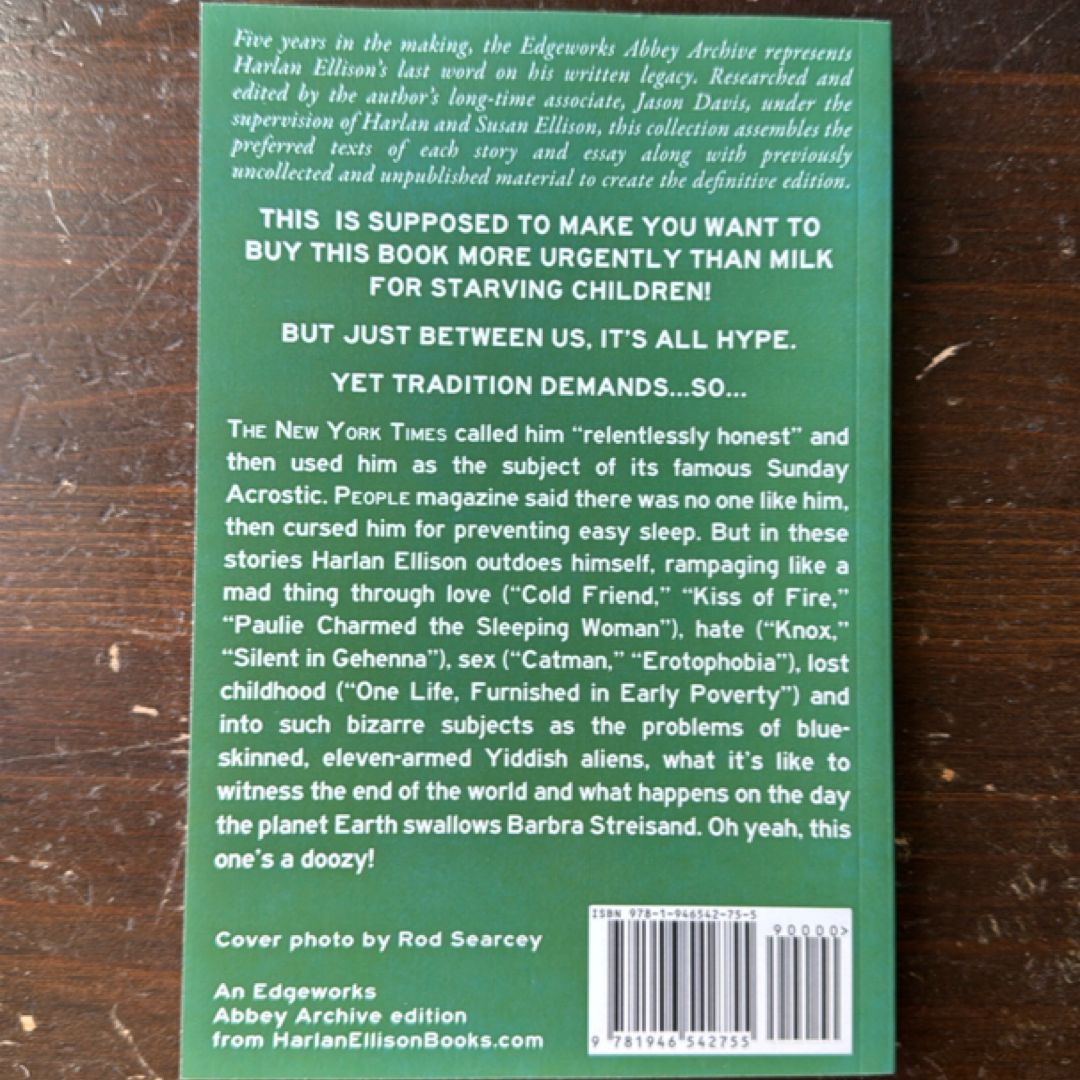 Five years in the making, the Edgeworks Abbey Archive represents
Harlan Ellison's last word on his written legacy. Researched and
edited by the author's long-time associate, Jason Davis, under the
supervision of Harlan and Susan Ellison, this collection assembles the
preferred texts of each story and essay along with previously
uncollected and unpublished material to create the definitive edition.
THIS IS SUPPOSED TO MAKE YOU WANT TO
BUY THIS BOOK MORE URGENTLY THAN MILK
FOR STARVING CHILDREN!
BUT JUST BETWEEN US, IT'S ALL HYPE.
YET TRADITION DEMANDS...SO...
THE NEW YORK TIMES called him “relentlessly honest” and
then used him as the subject of its famous Sunday
Acrostic. PEOPLE magazine said there was no one like him,
then cursed him for preventing easy sleep. But in these
stories Harlan Ellison outdoes himself, rampaging like a
mad thing through love (“Cold Friend,” “Kiss of Fire,”
“Paulie Charmed the Sleeping Woman”), hate (“Knox,”
“Silent in Gehenna”), sex (“Catman,” “Erotophobia”), lost
childhood (“One Life, Furnished in Early Poverty”) and
into such bizarre subjects as the problems of blue-
skinned, eleven-armed Yiddish aliens, what it's like to
witness the end of the world and what happens on the day
the planet Earth swallows Barbra Streisand. Oh yeah, this
one's a doozy!
ISBN 978-1-946542-75-5
90000>
Cover photo by Rod Searcey
An Edgeworks
Abbey Archive edition
from HarlanEllisonBooks.com
9 781946 542755